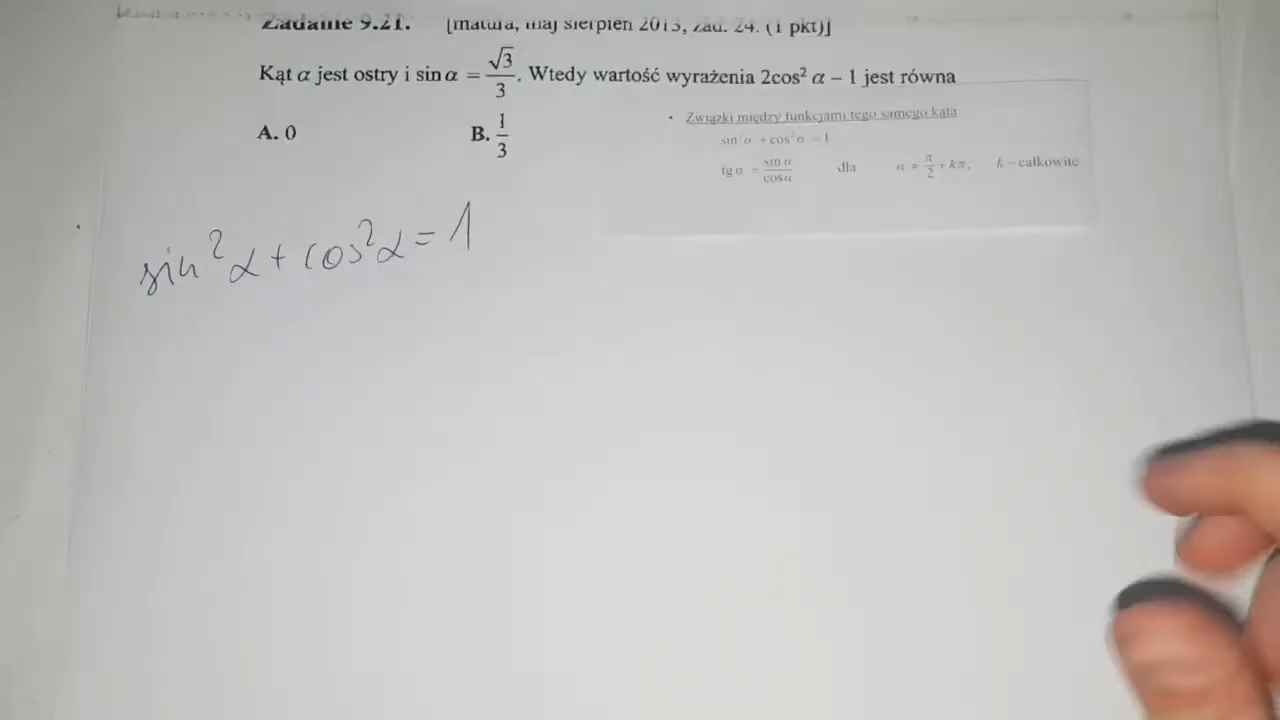 Zadanie 9.21. [matura, maj sierpień 2013, zad. 24. (1 pkt)]
Kąt α jest ostry i sin α = √3/3. Wtedy wartość wyrażenia 2cos² α – 1 jest równa
A. 0 B. 1/3
• Związki między funkcjami tego samego kąta
sin²α + cos²α = 1
tg α = sin α/cos α dla α ≠ π/2 + kπ, k – całkowite
sin²α + cos²α = 1